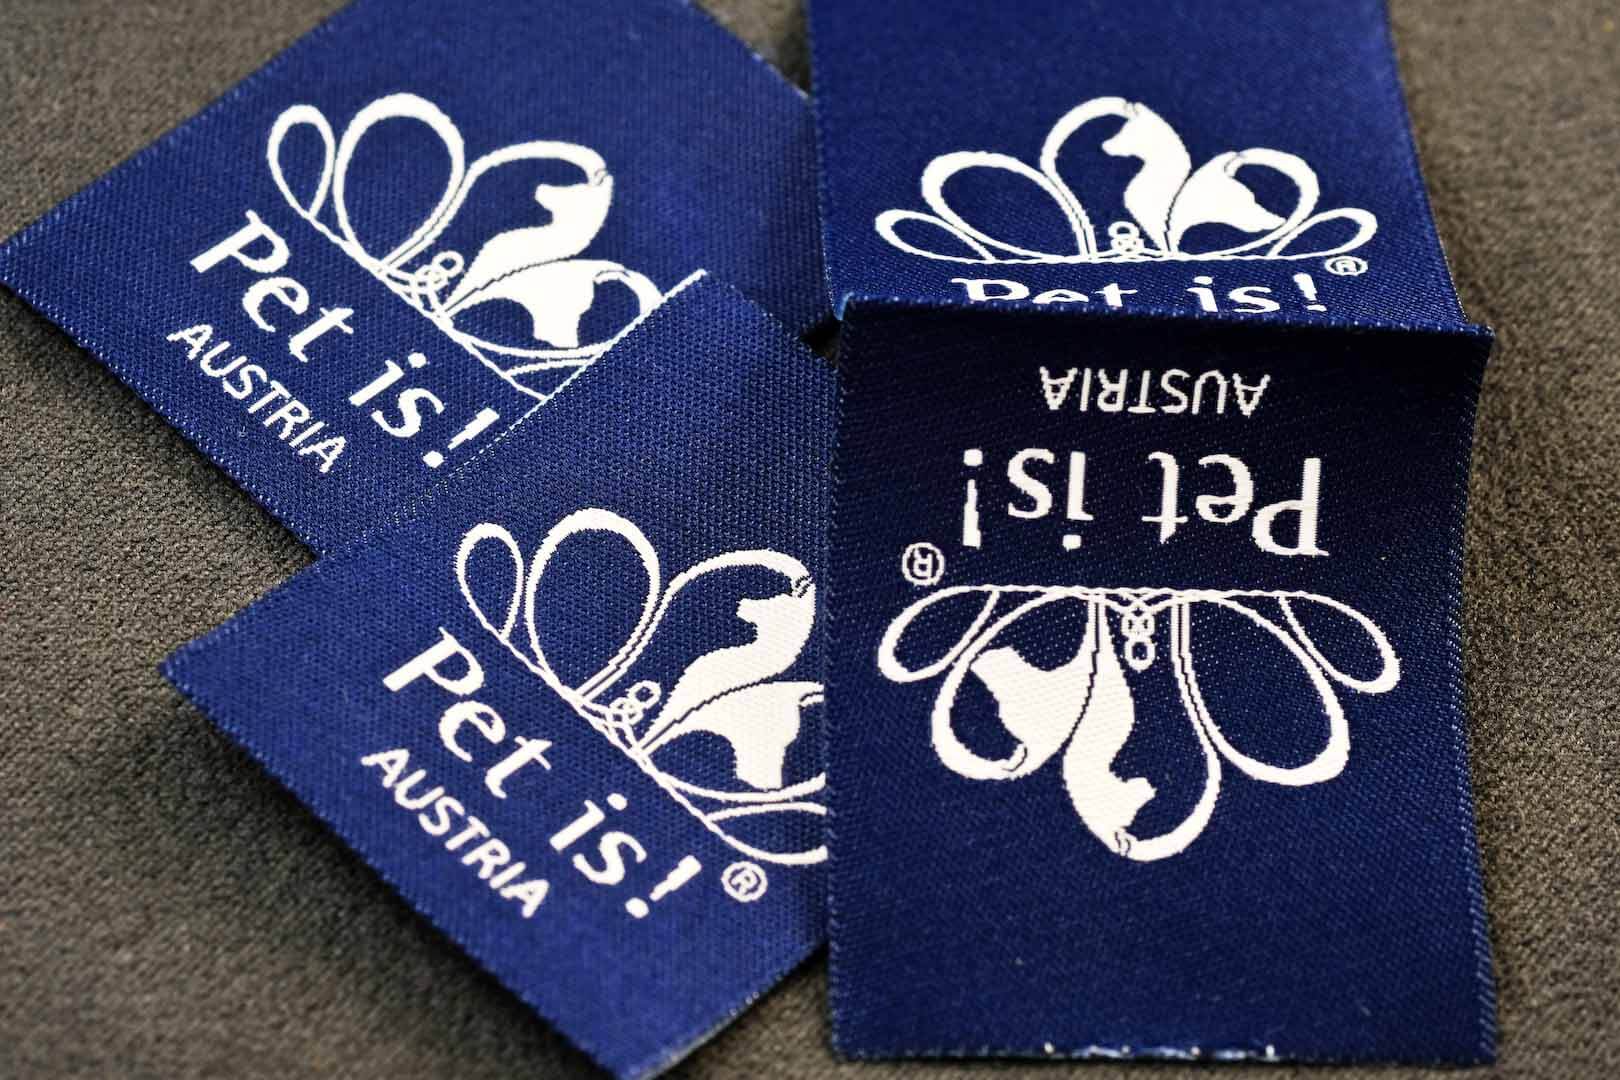 Pet is!
AUSTRIA
® 
Pet is!
Pet is! ®
AUSTRIA
AUSTRIA
Pet is!
®